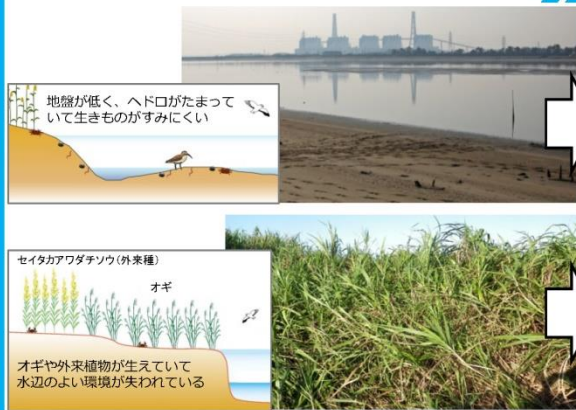 地盤が低く、ヘドロがたまって
いて生きものがすみにくい
セイタカアワダチソウ(外来種)
オギ
オギや外来植物が生えていて
水辺のよい環境が失われている